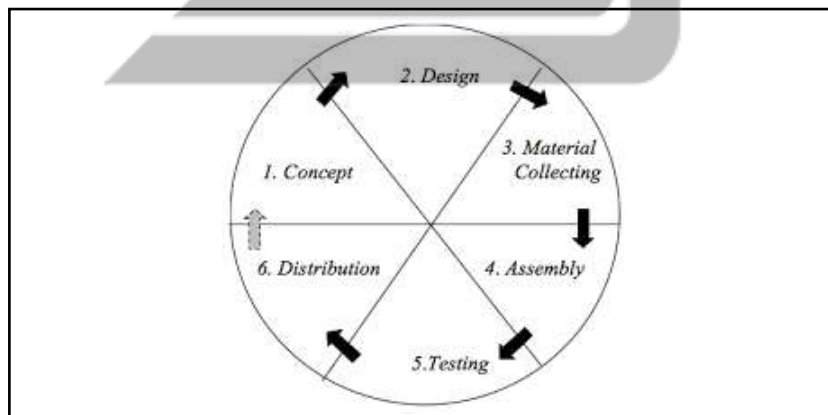 2. Design
3. Material
Collecting
1. Concept
6. Distribution
4. Assembly
5.Testing